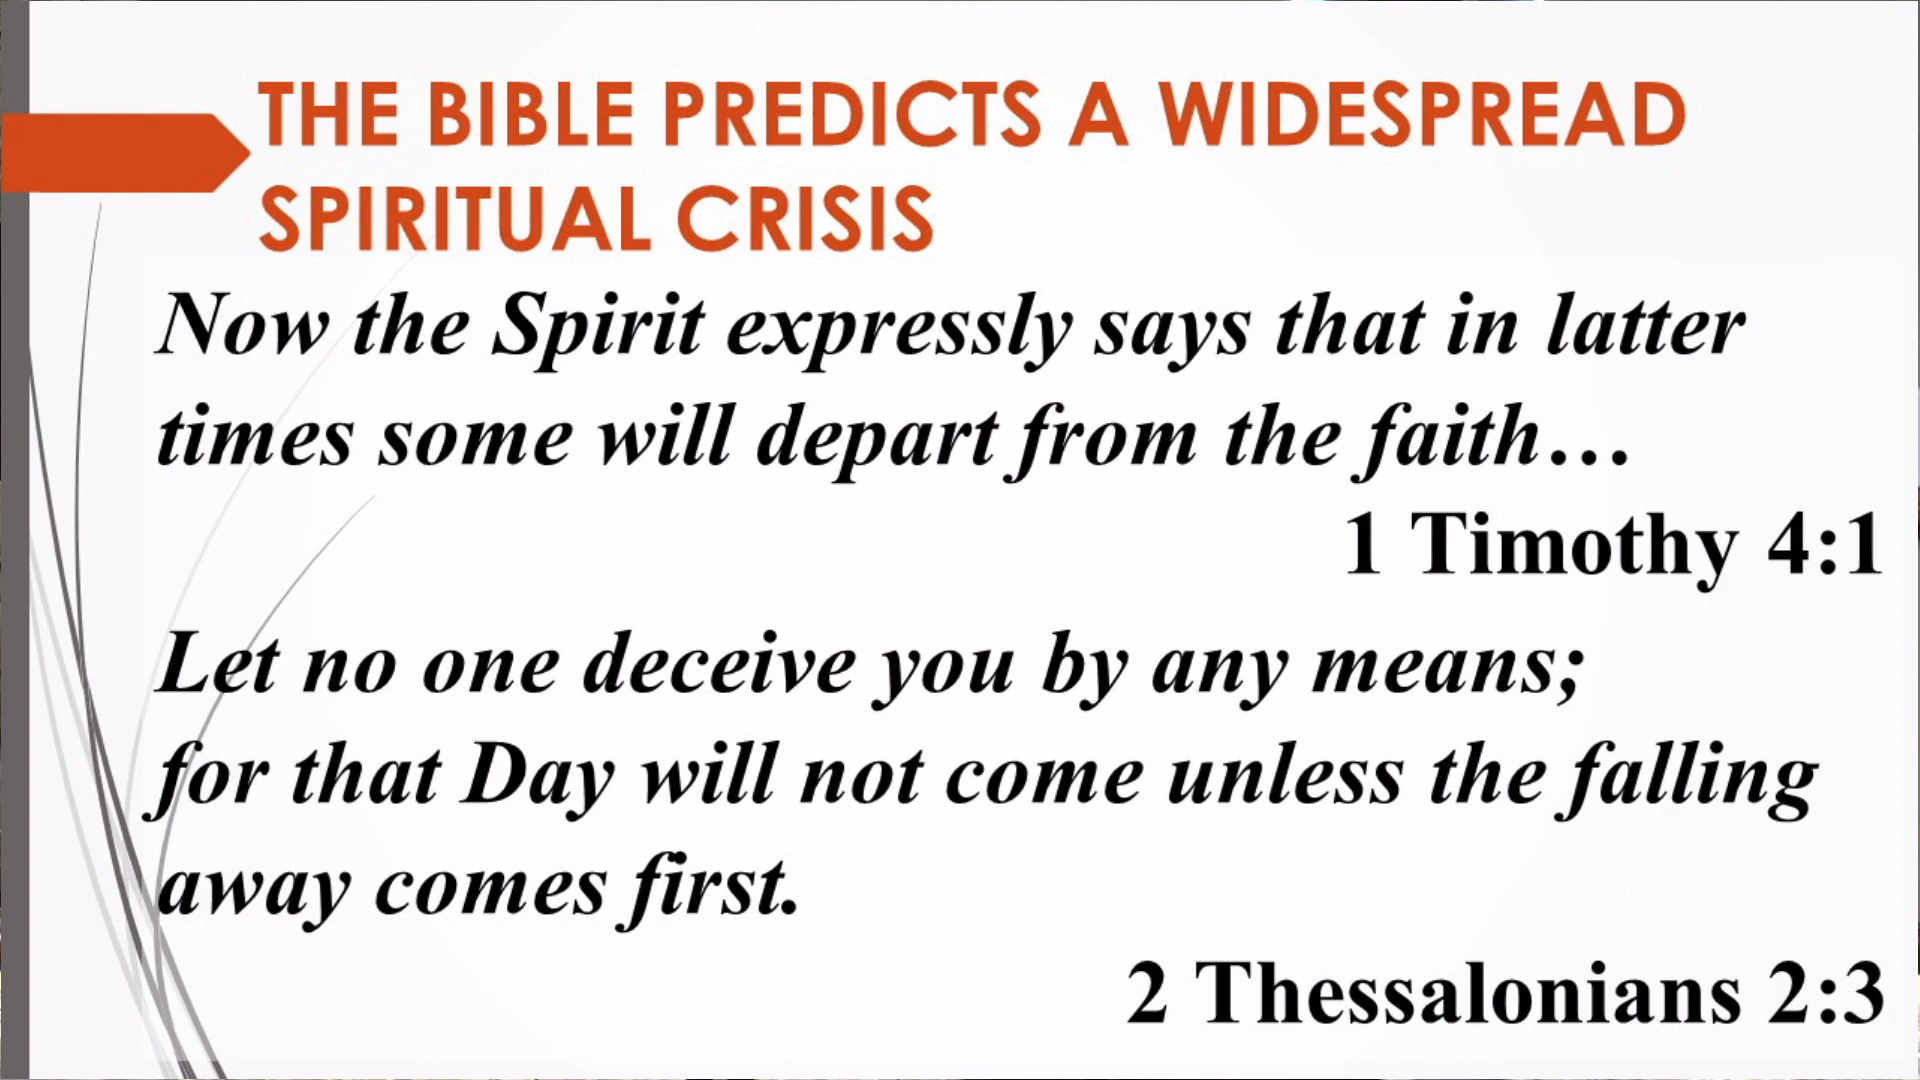 THE BIBLE PREDICTS A WIDESPREAD
SPIRITUAL CRISIS
Now the Spirit expressly says that in latter
times some will depart from the faith…
1 Timothy 4:1
Let no one deceive you by any means;
for that Day will not come unless the falling
away comes first.
2 Thessalonians 2:3